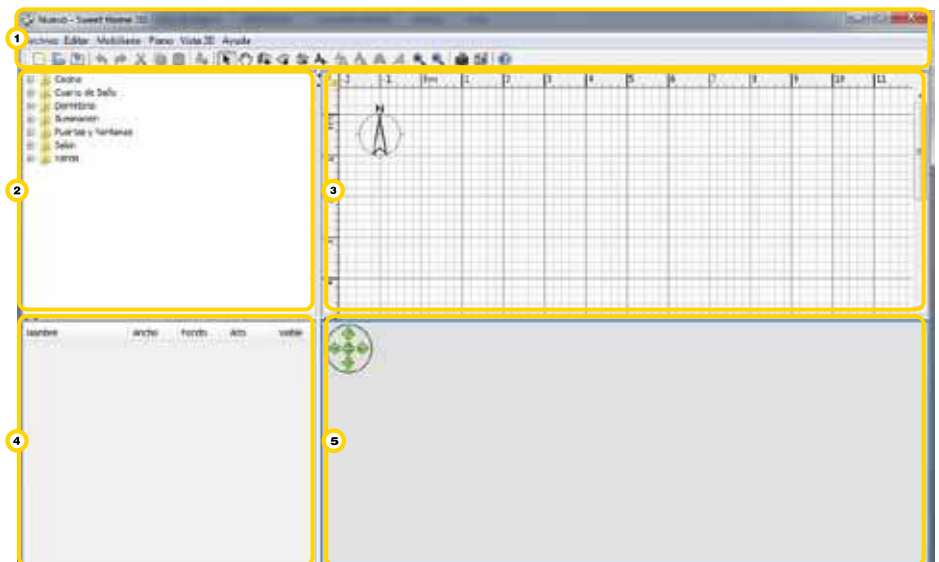 Nuevo - Sweet Home 3D
1
Archivo Editar Mobiliario Plano Vista 3D Ayuda
Cocina
Cuarto de baño
Dormitorio
Iluminación
Puertas y Ventanas
Salón
Varios
2
-2 -1 0m 1 2 3 4 5 6 7 8 9 10 11
N
3
Nombre Ancho Fondo Alto Visible
4
5